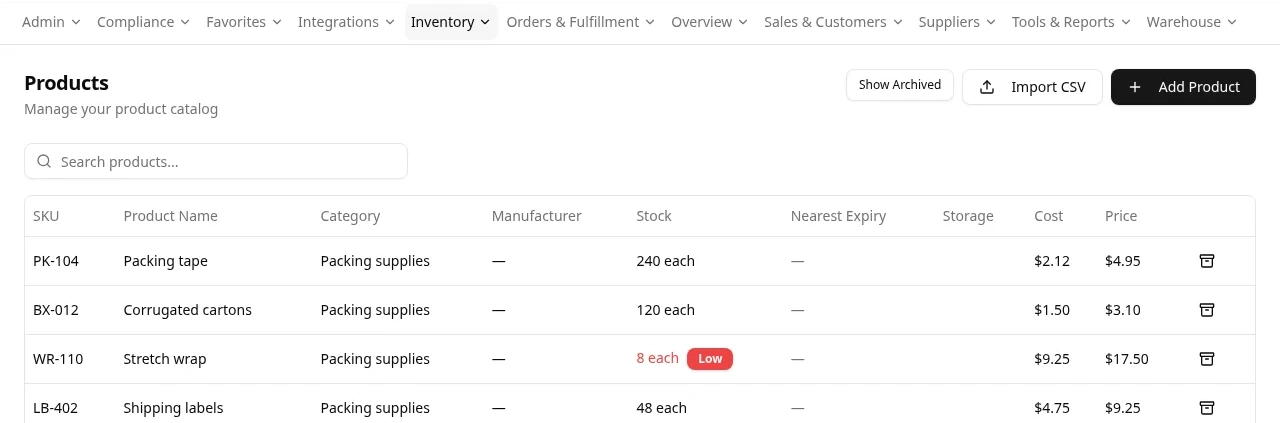 Admin Compliance Favorites Integrations Inventory Orders & Fulfillment Overview Sales & Customers Suppliers Tools & Reports Warehouse
Products
Manage your product catalog
Show Archived Import CSV Add Product
Search products...
SKU Product Name Category Manufacturer Stock Nearest Expiry Storage Cost Price
PK-104 Packing tape Packing supplies — 240 each — $2.12 $4.95
BX-012 Corrugated cartons Packing supplies — 120 each — $1.50 $3.10
WR-110 Stretch wrap Packing supplies — 8 each Low — $9.25 $17.50
LB-402 Shipping labels Packing supplies — 48 each — $4.75 $9.25